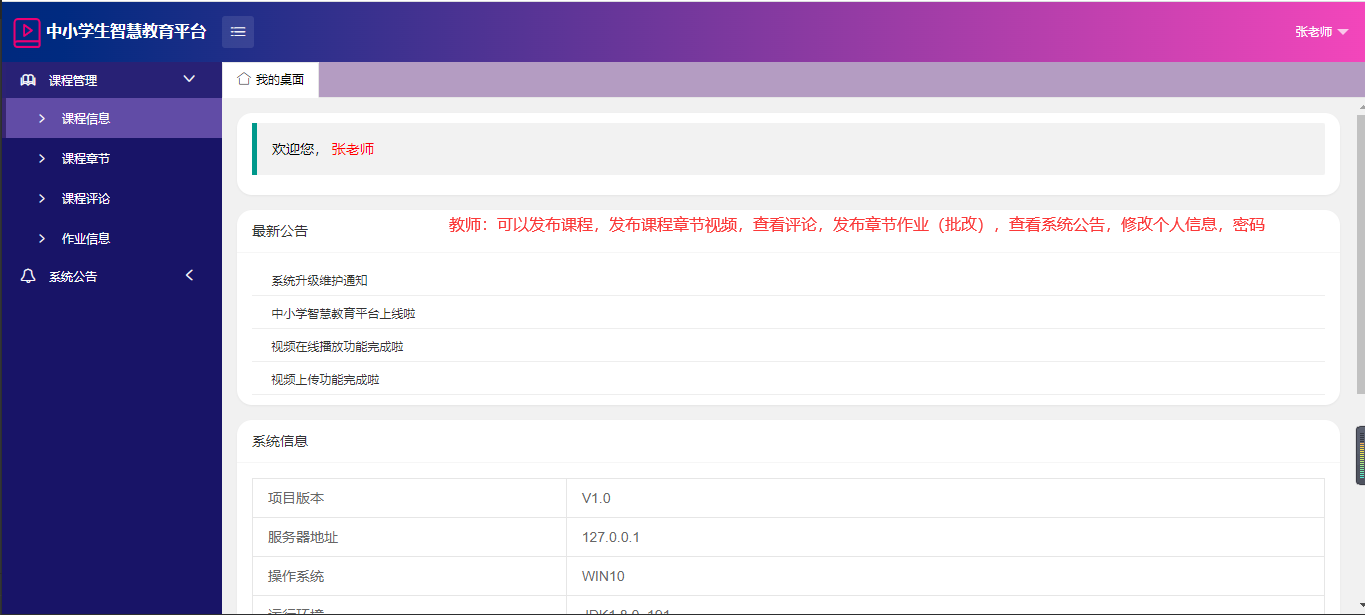 中小学生智慧教育平台
张老师
课程管理
我的桌面
课程信息
课程章节
课程评论
作业信息
系统公告
欢迎您， 张老师
最新公告
教师：可以发布课程，发布课程章节视频，查看评论，发布章节作业（批改），查看系统公告，修改个人信息，密码
系统升级维护通知
中小学智慧教育平台上线啦
视频在线播放功能完成啦
视频上传功能完成啦
系统信息
项目版本 V1.0
服务器地址 127.0.0.1
操作系统 WIN10
运行环境